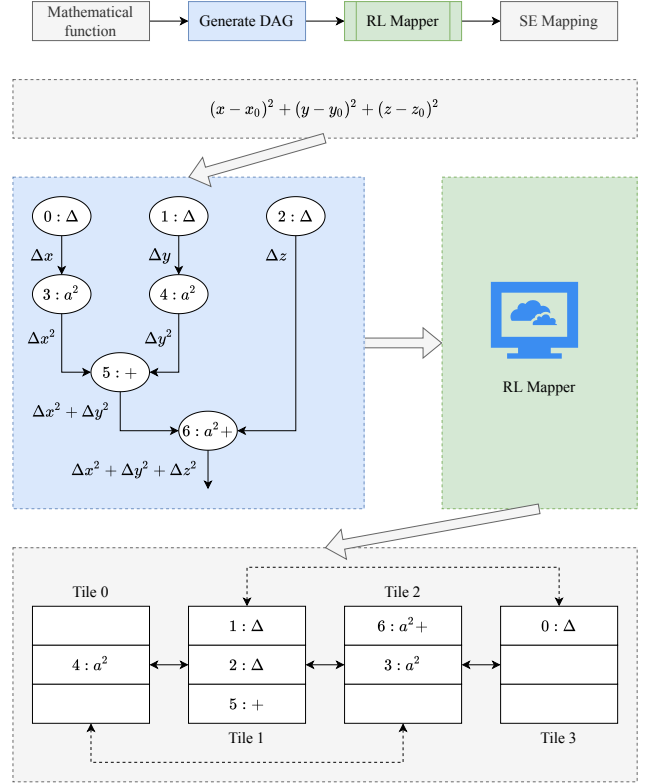 Mathematical
function
Generate DAG
RL Mapper
SE Mapping
(x − x₀)² + (y − y₀)² + (z − z₀)²
0 : Δ
1 : Δ
2 : Δ
Δx
Δy
Δz
3 : a²
4 : a²
Δx²
Δy²
5 : +
Δx² + Δy²
6 : a²+
Δx² + Δy² + Δz²
RL Mapper
Tile 0
Tile 2
1 : Δ
6 : a²+
0 : Δ
4 : a²
2 : Δ
3 : a²
5 : +
Tile 1
Tile 3